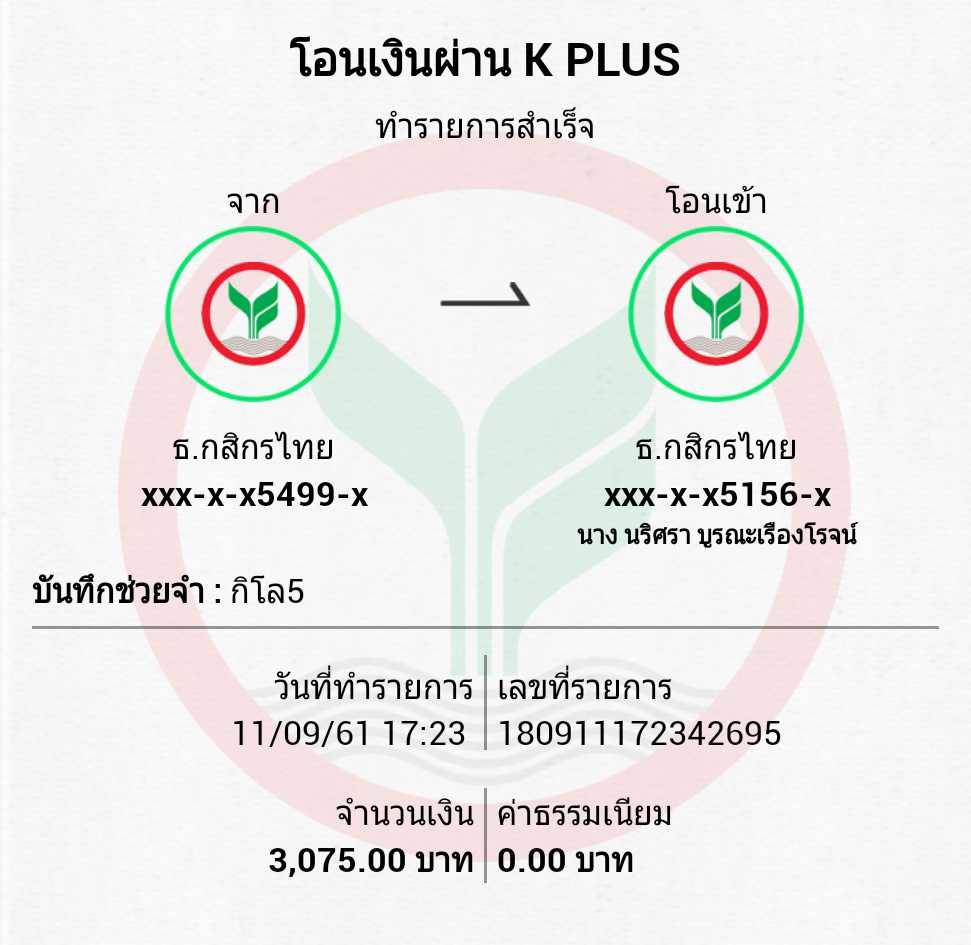 โอนเงินผ่าน K PLUS
ทำรายการสำเร็จ
จาก
โอนเข้า
ธ.กสิกรไทย
xxx-x-x5499-x
ธ.กสิกรไทย
xxx-x-x5156-x
นาง นริศรา บูรณะเรืองโรจน์
บันทึกช่วยจำ : กิโล5
วันที่ทำรายการ
11/09/61 17:23
เลขที่รายการ
180911172342695
จำนวนเงิน
3,075.00 บาท
ค่าธรรมเนียม
0.00 บาท